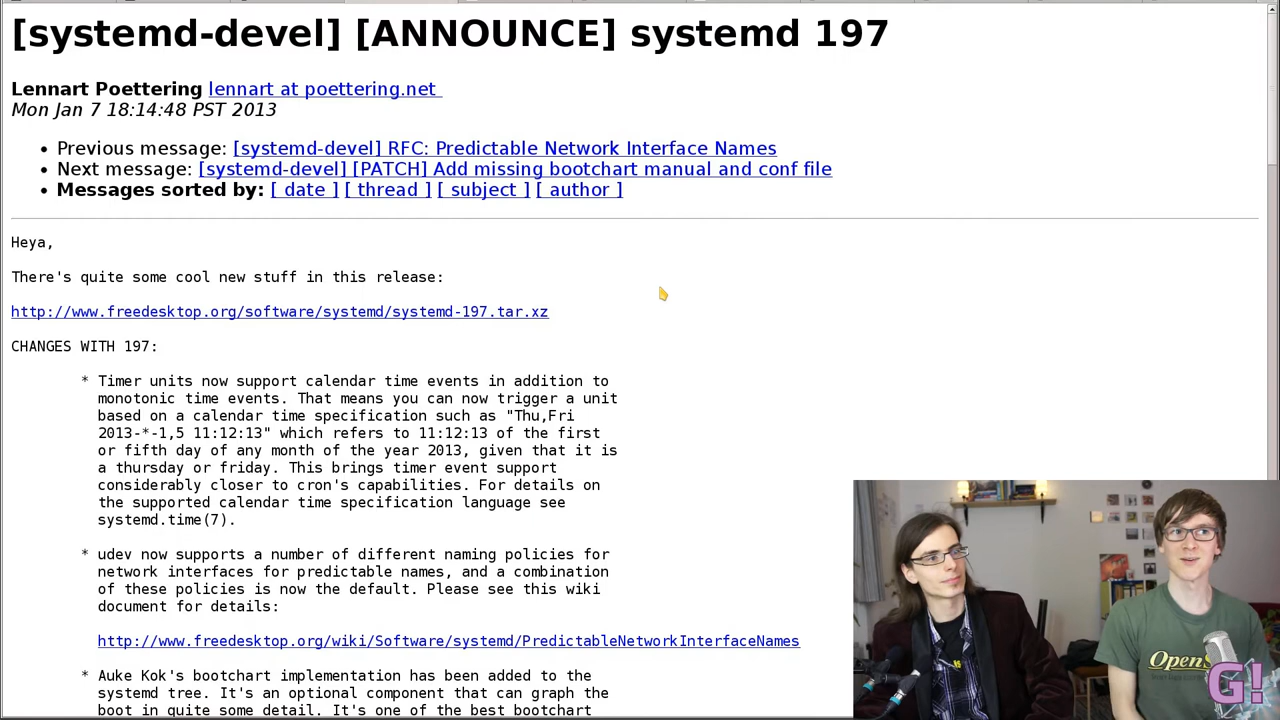 [systemd-devel] [ANNOUNCE] systemd 197
Lennart Poettering lennart at poettering.net
Mon Jan 7 18:14:48 PST 2013
• Previous message: [systemd-devel] RFC: Predictable Network Interface Names
• Next message: [systemd-devel] [PATCH] Add missing bootchart manual and conf file
• Messages sorted by: [ date ] [ thread ] [ subject ] [ author ]
Heya,
There's quite some cool new stuff in this release:
http://www.freedesktop.org/software/systemd/systemd-197.tar.xz
CHANGES WITH 197:
* Timer units now support calendar time events in addition to
monotonic time events. That means you can now trigger a unit
based on a calendar time specification such as "Thu,Fri
2013-*-1,5 11:12:13" which refers to 11:12:13 of the first
or fifth day of any month of the year 2013, given that it is
a thursday or friday. This brings timer event support
considerably closer to cron's capabilities. For details on
the supported calendar time specification language see
systemd.time(7).
* udev now supports a number of different naming policies for
network interfaces for predictable names, and a combination
of these policies is now the default. Please see this wiki
document for details:
http://www.freedesktop.org/wiki/Software/systemd/PredictableNetworkInterfaceNames
* Auke Kok's bootchart implementation has been added to the
systemd tree. It's an optional component that can graph the
boot in quite some detail. It's one of the best bootchart
OpenS
G!